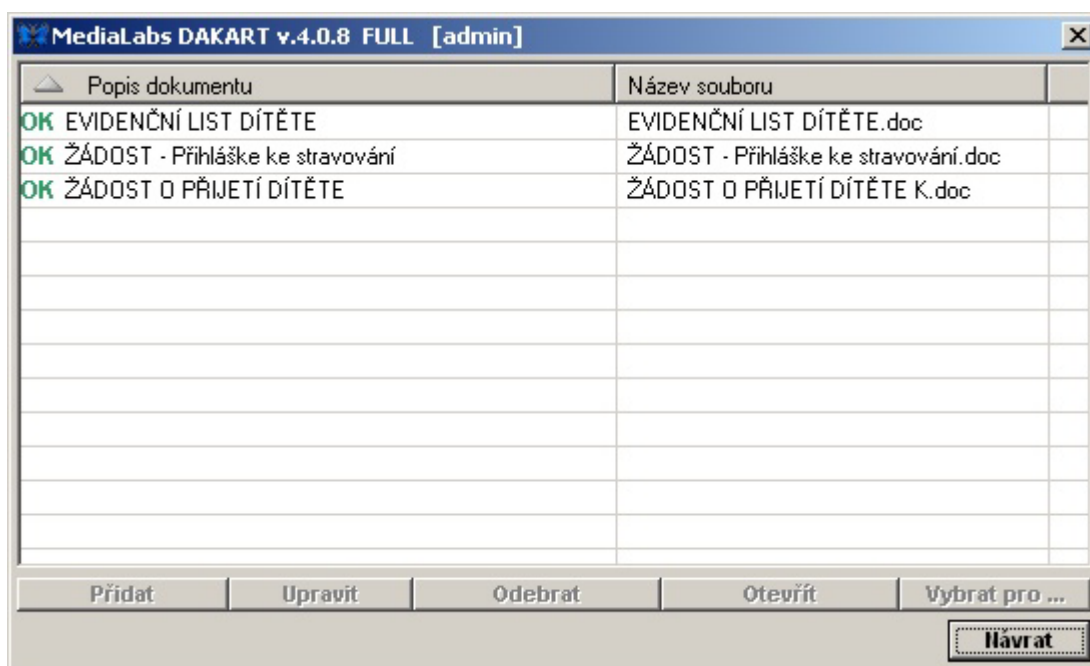 MediaLabs DAKART v.4.0.8 FULL [admin]
Popis dokumentu Název souboru
OK EVIDENČNÍ LIST DÍTĚTE EVIDENČNÍ LIST DÍTĚTE.doc
OK ŽÁDOST - Přihláške ke stravování ŽÁDOST - Přihláške ke stravování.doc
OK ŽÁDOST O PŘIJETÍ DÍTĚTE ŽÁDOST O PŘIJETÍ DÍTĚTE K.doc
Přidat Upravit Odebrat Otevřít Vybrat pro ...
Návrat